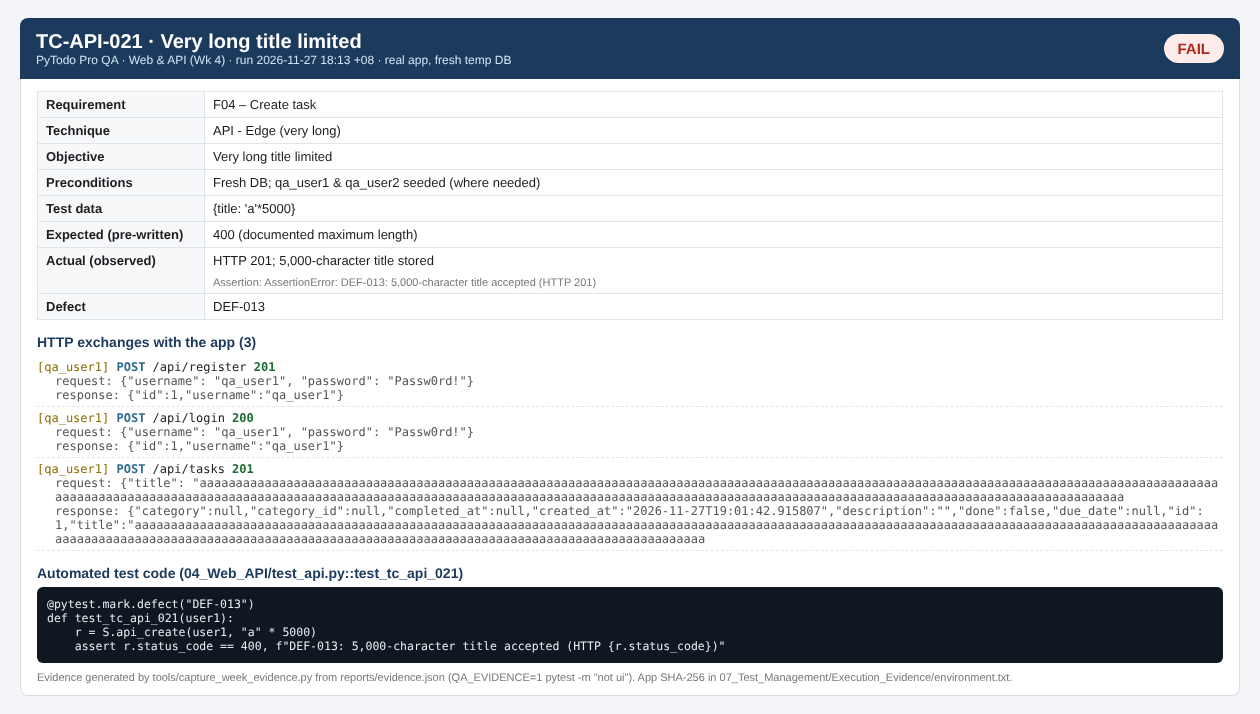 TC-API-021 · Very long title limited
PyTodo Pro QA · Web & API (Wk 4) · run 2026-11-27 18:13 +08 · real app, fresh temp DB
FAIL
Requirement F04 – Create task
Technique API - Edge (very long)
Objective Very long title limited
Preconditions Fresh DB; qa_user1 & qa_user2 seeded (where needed)
Test data {title: 'a'*5000}
Expected (pre-written) 400 (documented maximum length)
Actual (observed) HTTP 201; 5,000-character title stored
Assertion: AssertionError: DEF-013: 5,000-character title accepted (HTTP 201)
Defect DEF-013
HTTP exchanges with the app (3)
[qa_user1] POST /api/register 201
request: {"username": "qa_user1", "password": "Passw0rd!"}
response: {"id":1,"username":"qa_user1"}
[qa_user1] POST /api/login 200
request: {"username": "qa_user1", "password": "Passw0rd!"}
response: {"id":1,"username":"qa_user1"}
[qa_user1] POST /api/tasks 201
request: {"title": "aaaaaaaaaaaaaaaaaaaaaaaaaaaaaaaaaaaaaaaaaaaaaaaaaaaaaaaaaaaaaaaaaaaaaaaaaaaaaaaaaaaaaaaaaaaaaaaaaaaaaaaaaaaaaaaaaaaaaaaaaaaaaaaaaaaaaaaaaaaaa
aaaaaaaaaaaaaaaaaaaaaaaaaaaaaaaaaaaaaaaaaaaaaaaaaaaaaaaaaaaaaaaaaaaaaaaaaaaaaaaaaaaaaaaaaaaaaaaaaaaaaaaaaaaaaaaaaaaaaaaaaaaaaaaaaaaaaaaaaaaaaaaaaaaa
response: {"category":null,"category_id":null,"completed_at":null,"created_at":"2026-11-27T19:01:42.915807","description":"","done":false,"due_date":null,"id":
1,"title":"aaaaaaaaaaaaaaaaaaaaaaaaaaaaaaaaaaaaaaaaaaaaaaaaaaaaaaaaaaaaaaaaaaaaaaaaaaaaaaaaaaaaaaaaaaaaaaaaaaaaaaaaaaaaaaaaaaaaaaaaaaaaaaaaaaaaaaaaaaaaaaaaaaaaaa
aaaaaaaaaaaaaaaaaaaaaaaaaaaaaaaaaaaaaaaaaaaaaaaaaaaaaaaaaaaaaaaaaaaaaaaaaaaaaaaaaaaaaaaaaa
Automated test code (04_Web_API/test_api.py::test_tc_api_021)
@pytest.mark.defect("DEF-013")
def test_tc_api_021(user1):
    r = S.api_create(user1, "a" * 5000)
    assert r.status_code == 400, f"DEF-013: 5,000-character title accepted (HTTP {r.status_code})"
Evidence generated by tools/capture_week_evidence.py from reports/evidence.json (QA_EVIDENCE=1 pytest -m "not ui"). App SHA-256 in 07_Test_Management/Execution_Evidence/environment.txt.